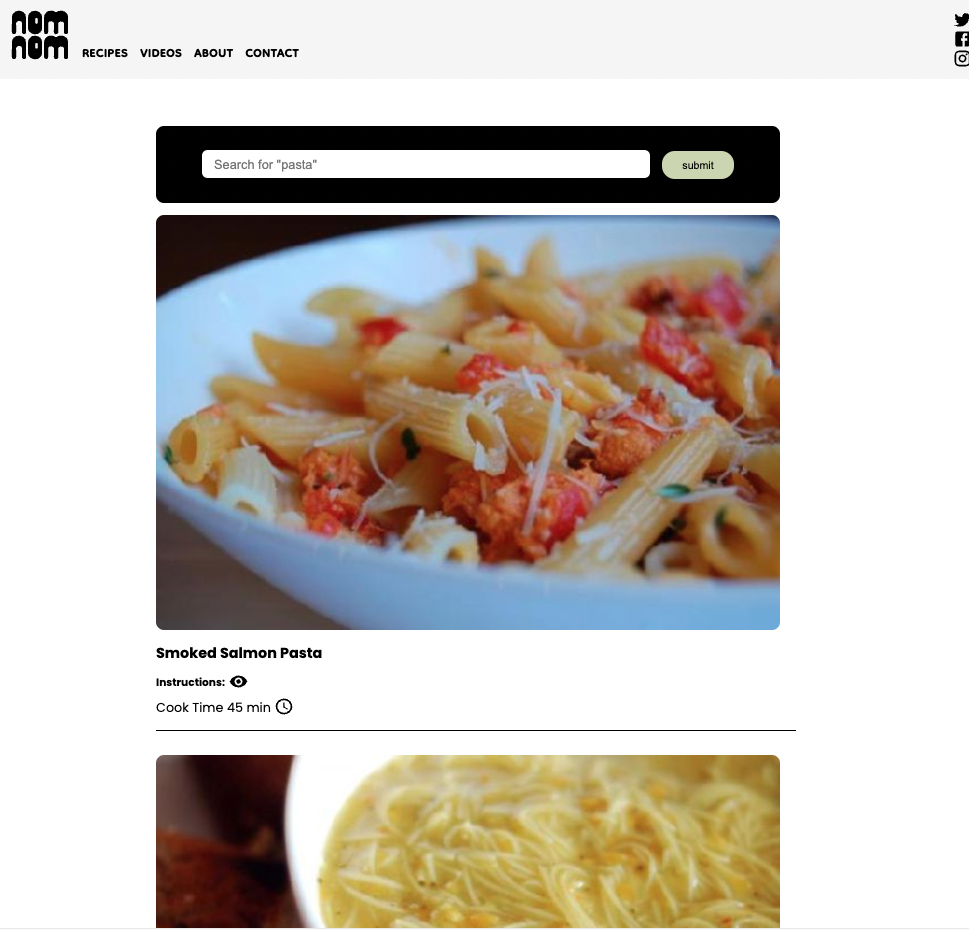 nom
nom
RECIPES VIDEOS ABOUT CONTACT
Search for "pasta" submit
Smoked Salmon Pasta
Instructions:
Cook Time 45 min